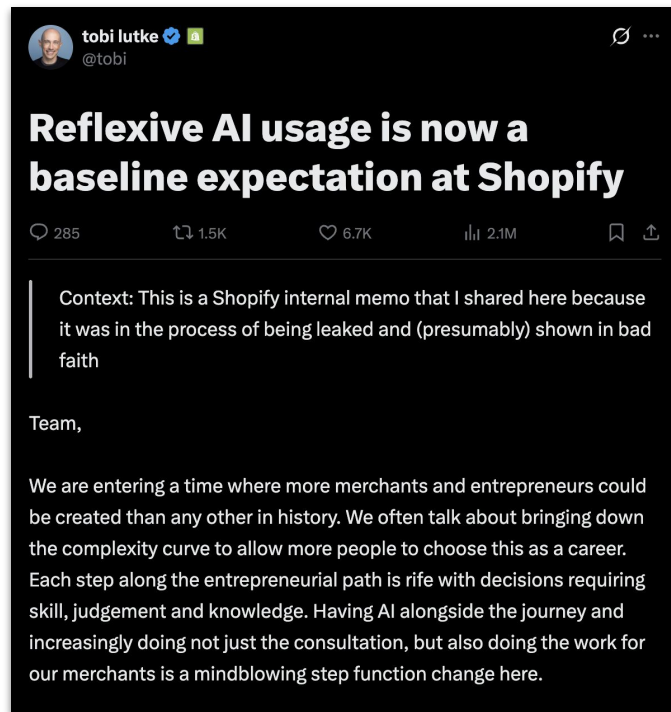 tobi lutke
@tobi
Reflexive AI usage is now a
baseline expectation at Shopify
285 1.5K 6.7K 2.1M
Context: This is a Shopify internal memo that I shared here because
it was in the process of being leaked and (presumably) shown in bad
faith
Team,
We are entering a time where more merchants and entrepreneurs could
be created than any other in history. We often talk about bringing down
the complexity curve to allow more people to choose this as a career.
Each step along the entrepreneurial path is rife with decisions requiring
skill, judgement and knowledge. Having AI alongside the journey and
increasingly doing not just the consultation, but also doing the work for
our merchants is a mindblowing step function change here.